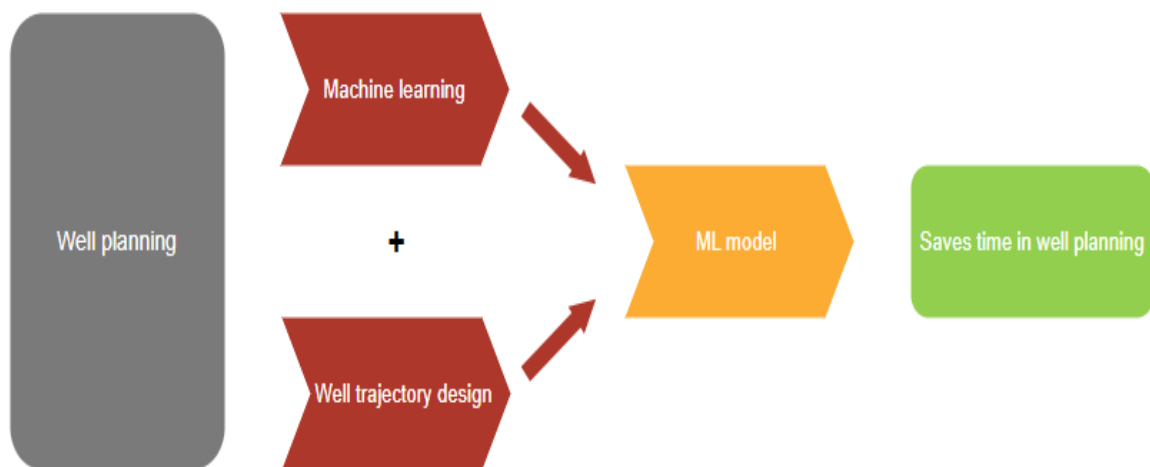 Machine learning
Well planning
+
ML model
Saves time in well planning
Well trajectory design